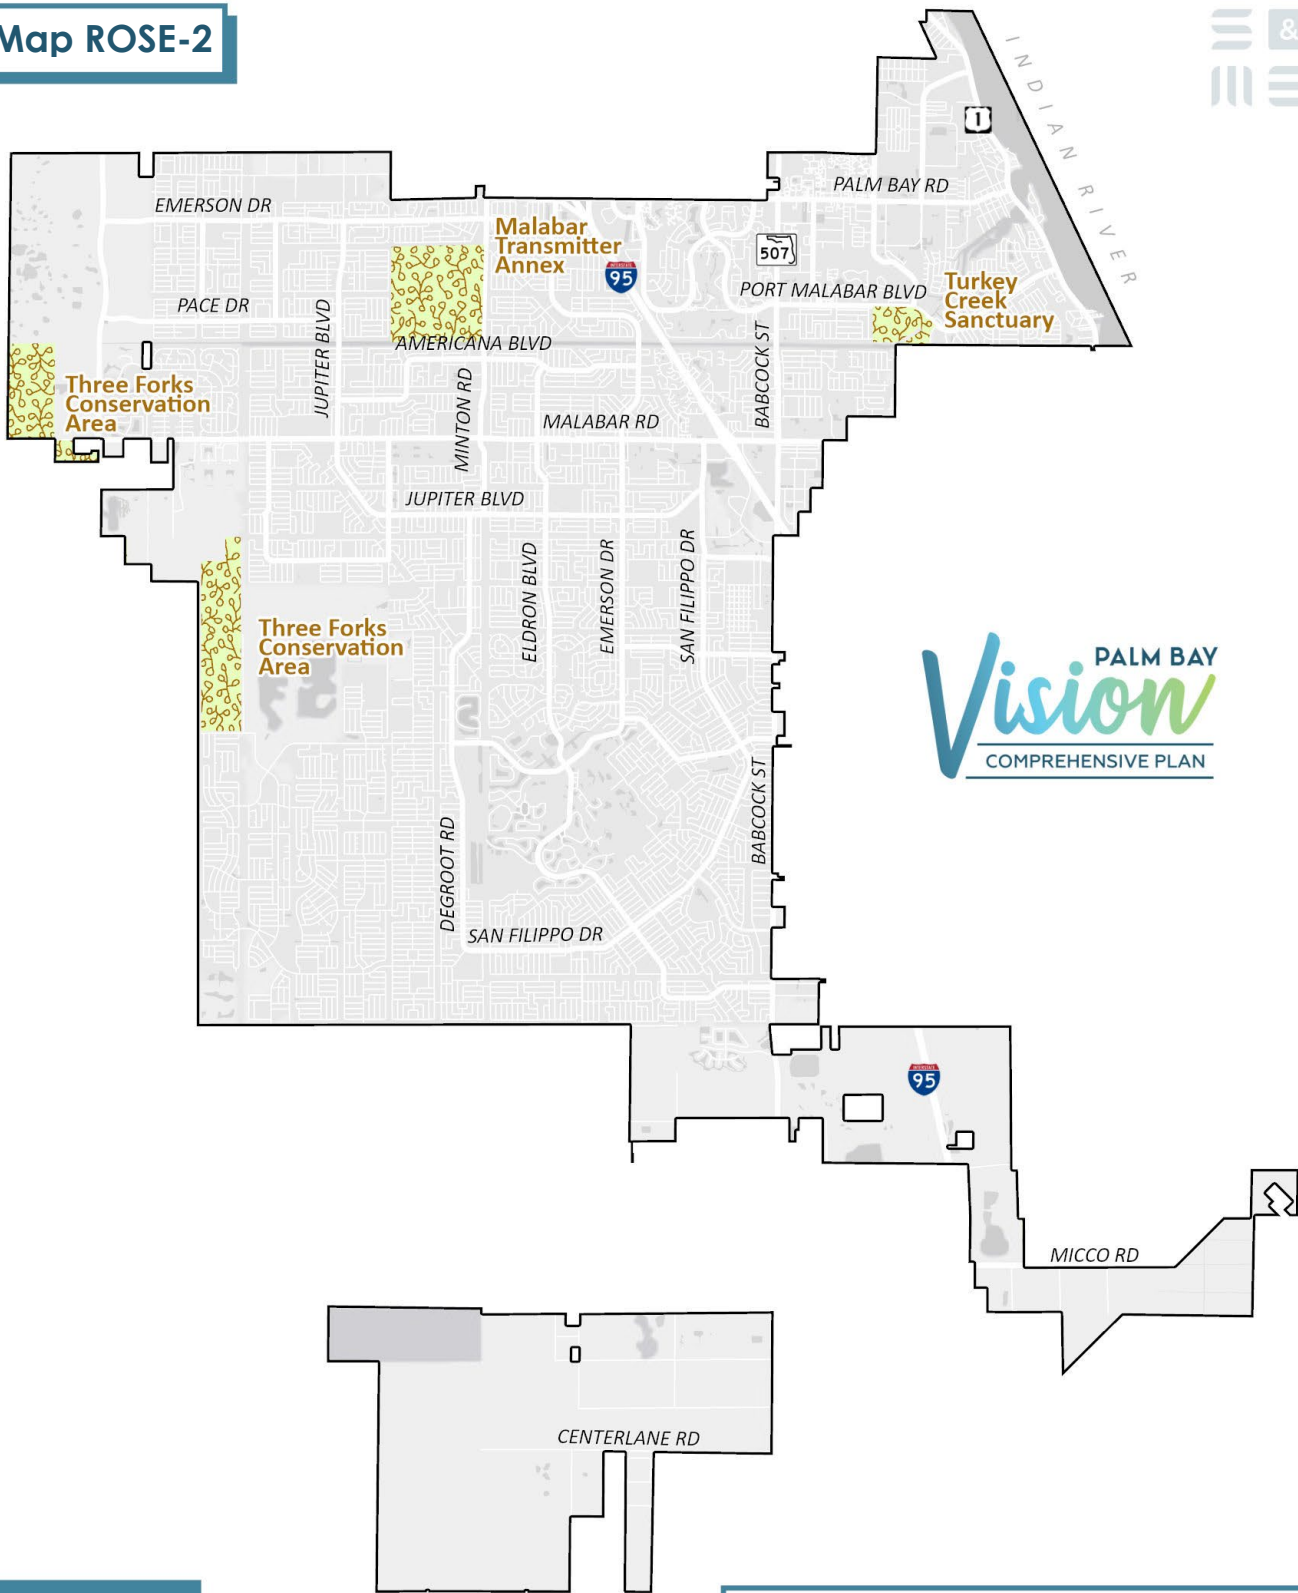 Map ROSE-2
&
INDIAN RIVER
1
PALM BAY RD
EMERSON DR
Malabar
Transmitter
Annex
507
95
Turkey
Creek
Sanctuary
PORT MALABAR BLVD
PACE DR
JUPITER BLVD
AMERICANA BLVD
BABCOCK ST
Three Forks
Conservation
Area
MINTON RD
MALABAR RD
JUPITER BLVD
ELDRON BLVD
EMERSON DR
SAN FILIPPO DR
Three Forks
Conservation
Area
PALM BAY
Vision
COMPREHENSIVE PLAN
BABCOCK ST
DEGROOT RD
SAN FILIPPO DR
95
MICCO RD
CENTERLANE RD